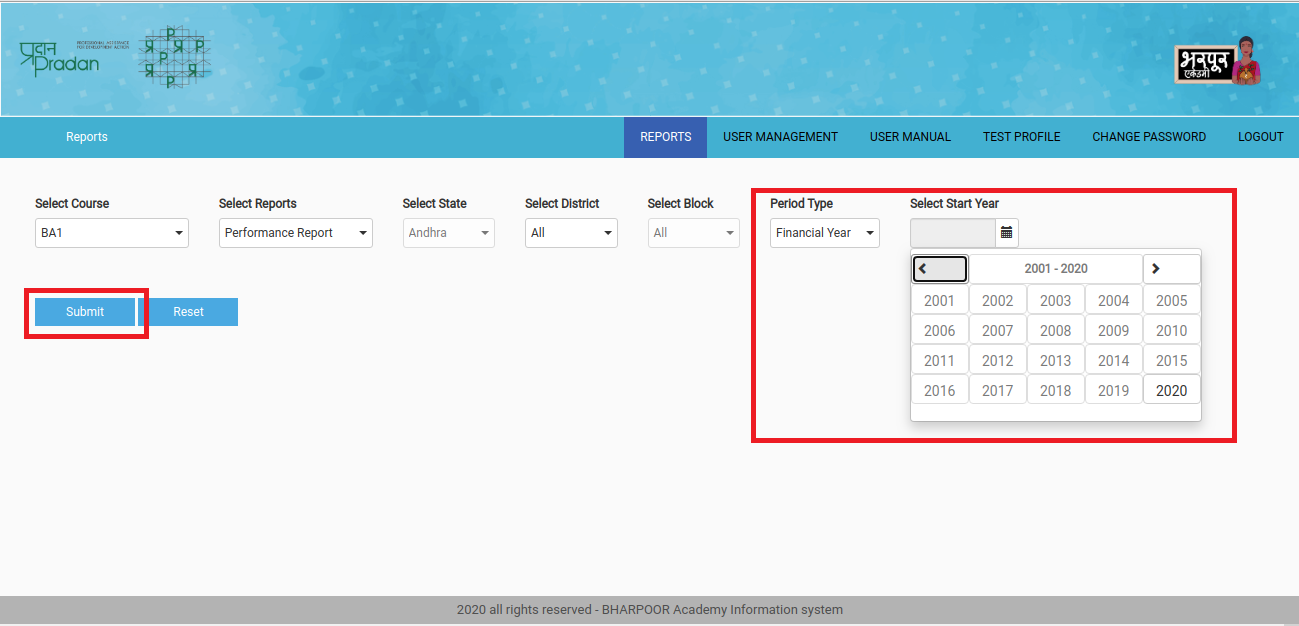 प्रदान
Pradan
PROFESSIONAL ASSISTANCE
FOR DEVELOPMENT ACTION
P
प्र प्र P
P
प्र प्र
P
भरपूर
एकेडमी
Reports
REPORTS USER MANAGEMENT USER MANUAL TEST PROFILE CHANGE PASSWORD LOGOUT
Select Course Select Reports Select State Select District Select Block Period Type Select Start Year
BA1 Performance Report Andhra All All Financial Year
2001 - 2020
2001 2002 2003 2004 2005
2006 2007 2008 2009 2010
2011 2012 2013 2014 2015
2016 2017 2018 2019 2020
Submit Reset
2020 all rights reserved - BHARPOOR Academy Information system